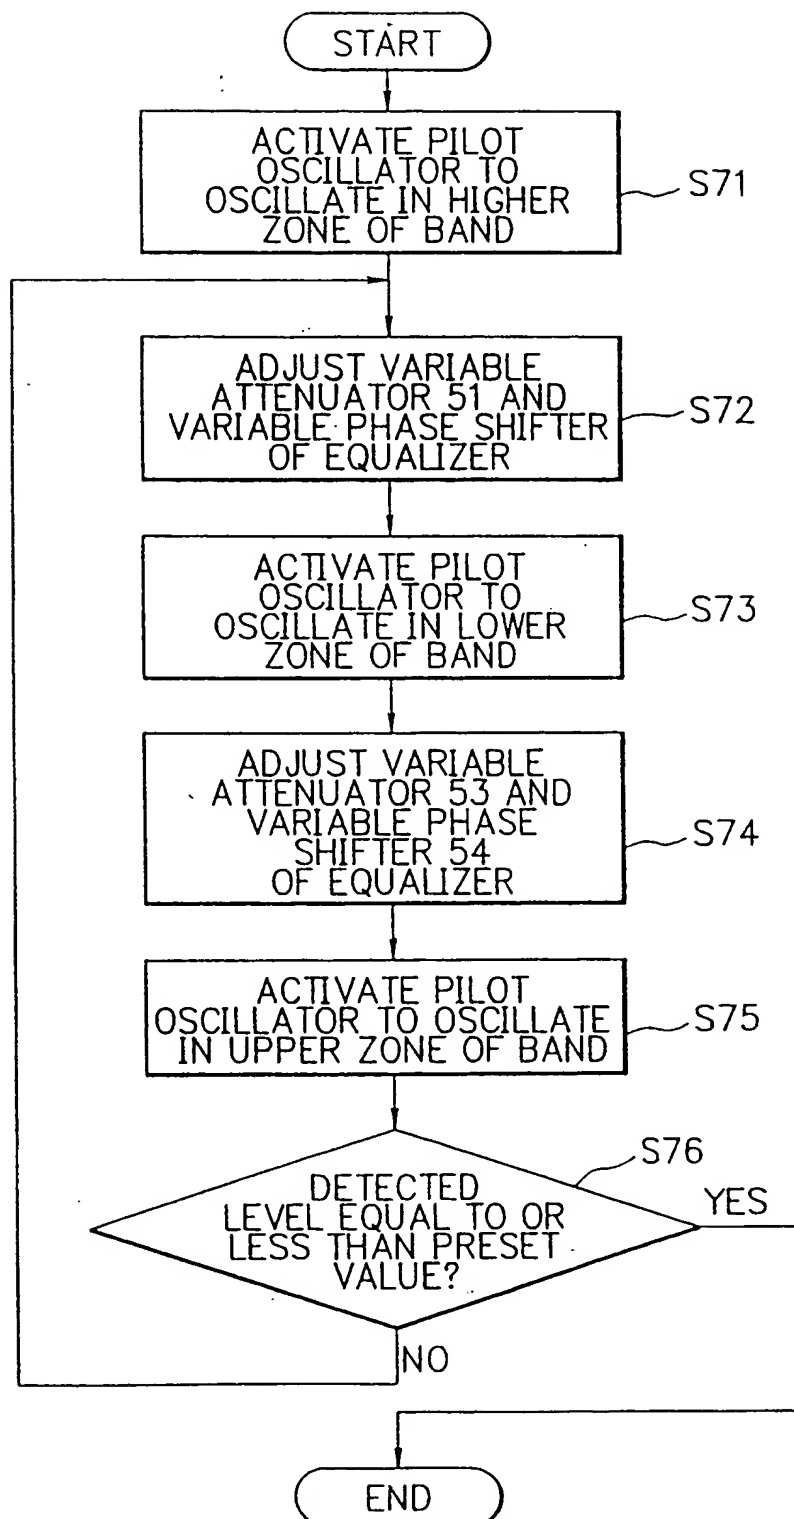 START
ACTIVATE PILOT
OSCILLATOR TO
OSCILLATE IN HIGHER
ZONE OF BAND
S71
ADJUST VARIABLE
ATTENUATOR 51 AND
VARIABLE PHASE SHIFTER
OF EQUALIZER
S72
ACTIVATE PILOT
OSCILLATOR TO
OSCILLATE IN LOWER
ZONE OF BAND
S73
ADJUST VARIABLE
ATTENUATOR 53 AND
VARIABLE PHASE
SHIFTER 54
OF EQUALIZER
S74
ACTIVATE PILOT
OSCILLATOR TO OSCILLATE
IN UPPER ZONE OF BAND
S75
S76
DETECTED
LEVEL EQUAL TO OR
LESS THAN PRESET
VALUE?
YES
NO
END